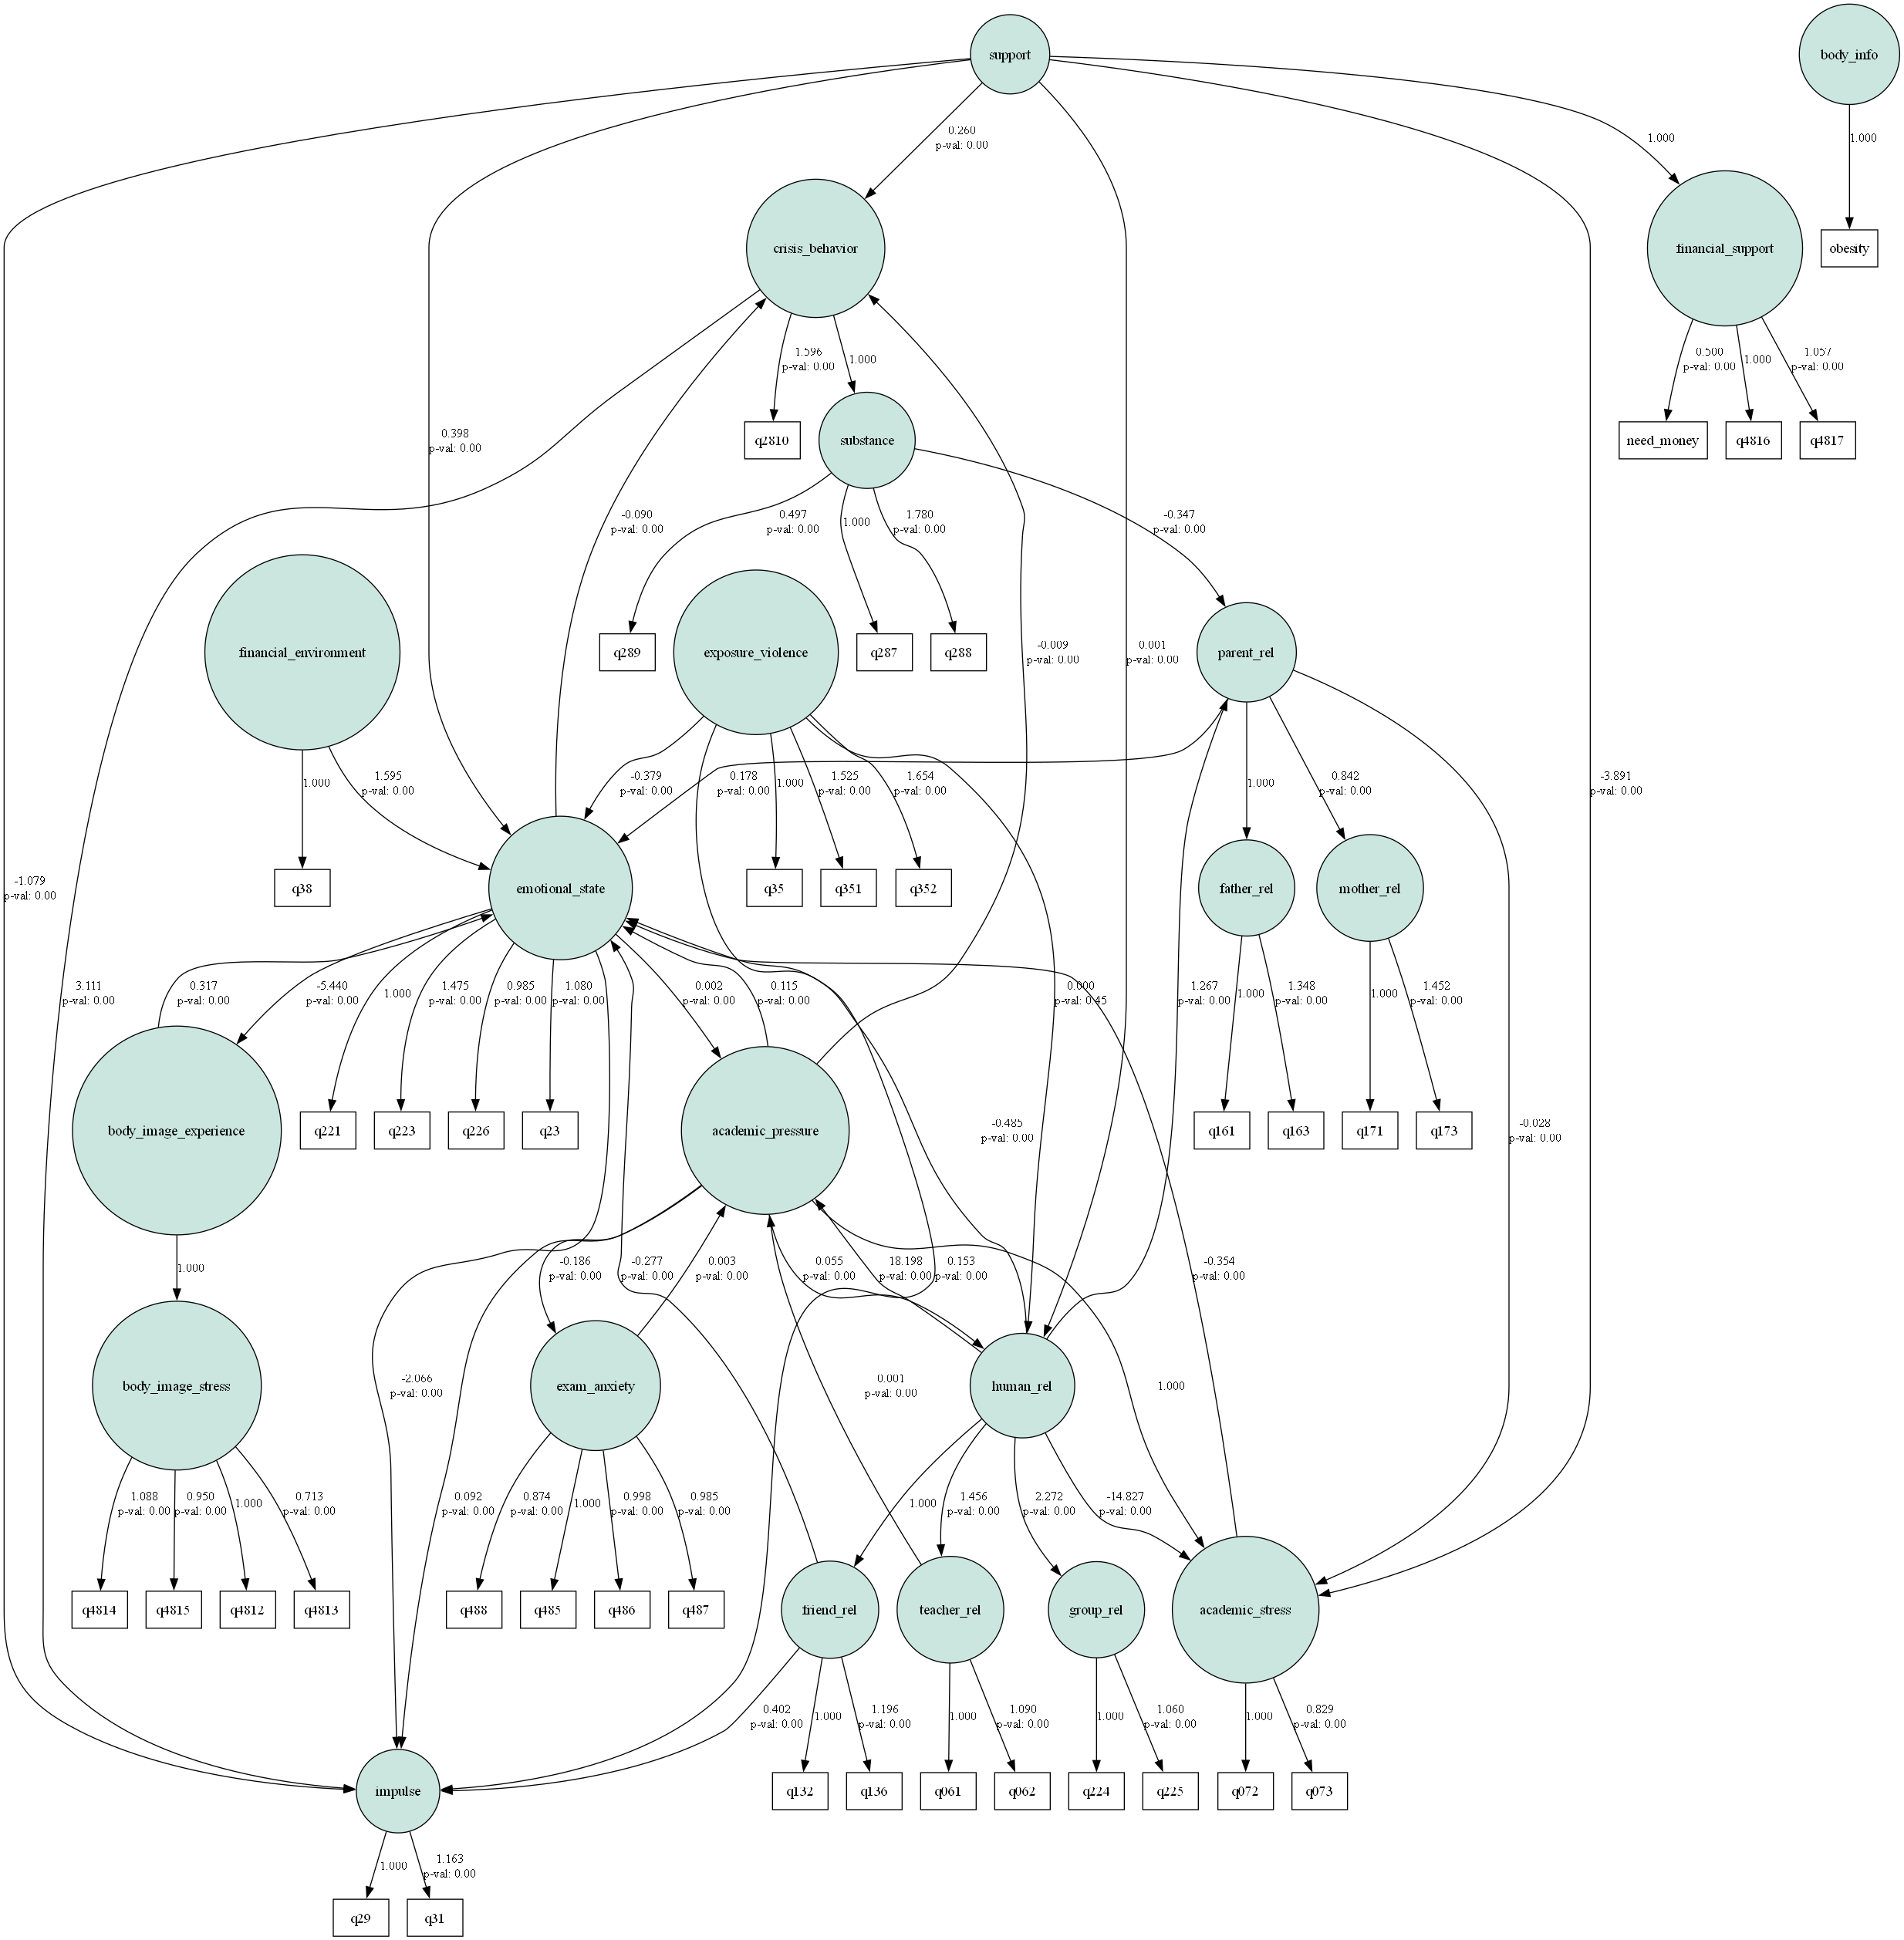 support
body_info
0.260
p-val: 0.00
1.000
1.000
crisis_behavior
financial_support
obesity
1.596
p-val: 0.00
1.000
0.500
p-val: 0.00
1.000
1.057
p-val: 0.00
0.398
p-val: 0.00
q2810
substance
need_money
q4816
q4817
-0.090
p-val: 0.00
0.497
p-val: 0.00
1.000
1.780
p-val: 0.00
-0.347
p-val: 0.00
financial_environment
q289
exposure_violence
q287
q288
-0.009
p-val: 0.00
0.001
p-val: 0.00
parent_rel
1.000
1.595
p-val: 0.00
-0.379
p-val: 0.00
0.178
p-val: 0.00
1.000
1.525
p-val: 0.00
1.654
p-val: 0.00
1.000
0.842
p-val: 0.00
-3.891
p-val: 0.00
-1.079
p-val: 0.00
q38
emotional_state
q35
q351
q352
father_rel
mother_rel
3.111
p-val: 0.00
0.317
p-val: 0.00
-5.440
p-val: 0.00
1.000
1.475
p-val: 0.00
0.985
p-val: 0.00
1.080
p-val: 0.00
0.002
p-val: 0.00
0.115
p-val: 0.00
0.000
p-val: 0.45
1.267
p-val: 0.00
1.000
1.348
p-val: 0.00
1.000
1.452
p-val: 0.00
body_image_experience
q221
q223
q226
q23
academic_pressure
-0.485
p-val: 0.00
q161
q163
q171
q173
-0.028
p-val: 0.00
1.000
-0.186
p-val: 0.00
-0.277
p-val: 0.00
0.003
p-val: 0.00
0.055
p-val: 0.00
18.198
p-val: 0.00
0.153
p-val: 0.00
-0.354
p-val: 0.00
body_image_stress
-2.066
p-val: 0.00
exam_anxiety
0.001
p-val: 0.00
human_rel
1.000
1.088
p-val: 0.00
0.950
p-val: 0.00
1.000
0.713
p-val: 0.00
0.092
p-val: 0.00
0.874
p-val: 0.00
1.000
0.998
p-val: 0.00
0.985
p-val: 0.00
1.000
1.456
p-val: 0.00
2.272
p-val: 0.00
-14.827
p-val: 0.00
q4814
q4815
q4812
q4813
q488
q485
q486
q487
friend_rel
teacher_rel
group_rel
academic_stress
0.402
p-val: 0.00
1.000
1.196
p-val: 0.00
1.000
1.090
p-val: 0.00
1.000
1.060
p-val: 0.00
1.000
0.829
p-val: 0.00
impulse
q132
q136
q061
q062
q224
q225
q072
q073
1.000
1.163
p-val: 0.00
q29
q31